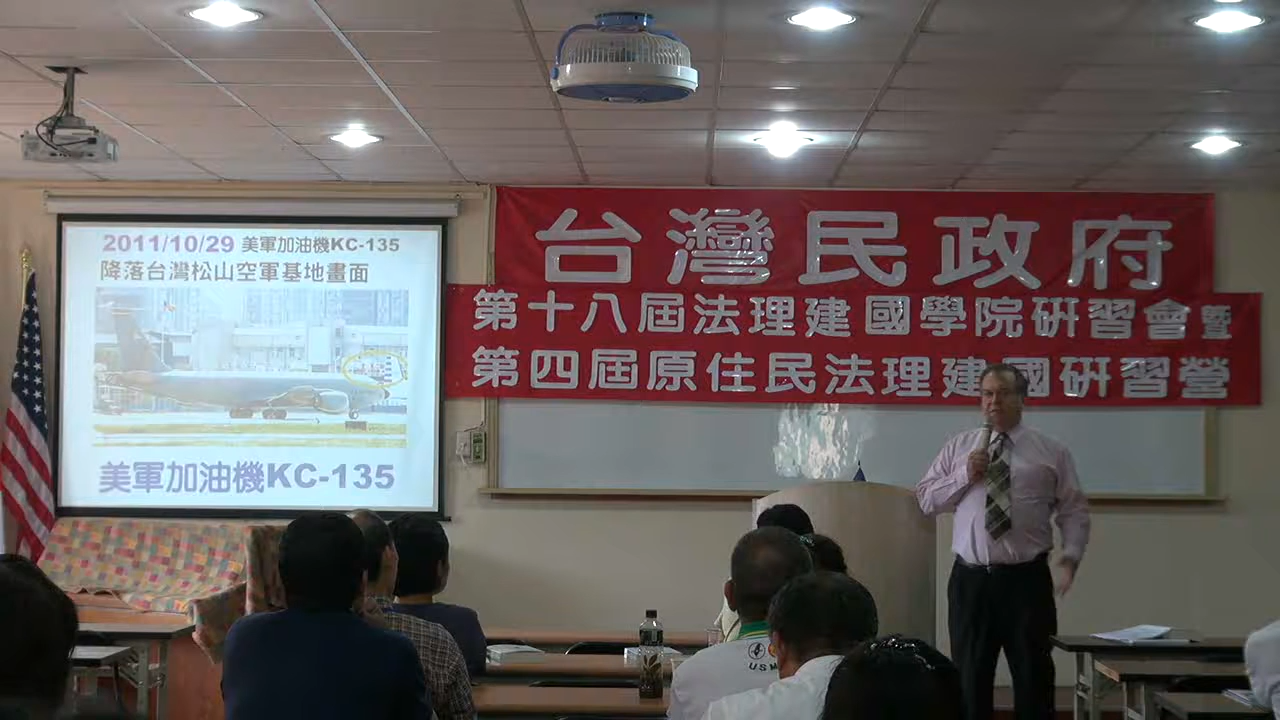 2011/10/29 美軍加油機KC-135
降落台灣松山空軍基地畫面
美軍加油機KC-135
台灣民政府
第十八屆法理建國學院研習會暨
第四屆原住民法理建國研習營